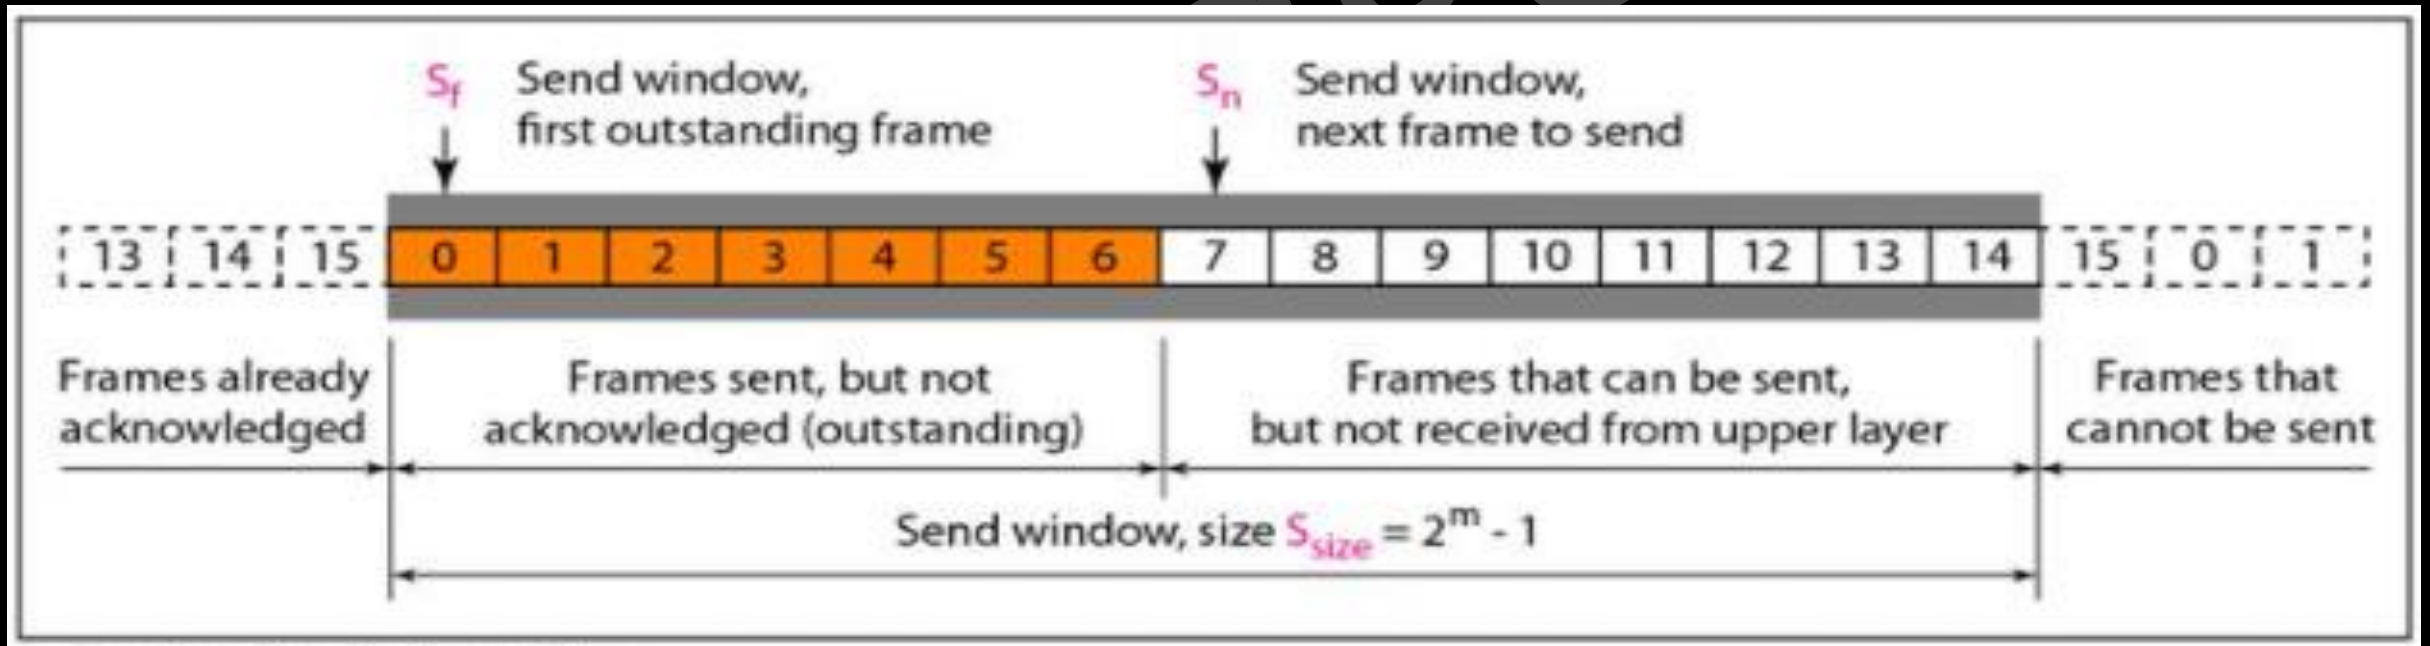 Sf Send window,
first outstanding frame
Sn Send window,
next frame to send
13 14 15 0 1 2 3 4 5 6 7 8 9 10 11 12 13 14 15 0 1
Frames already
acknowledged
Frames sent, but not
acknowledged (outstanding)
Frames that can be sent,
but not received from upper layer
Frames that
cannot be sent
Send window, size Ssize = 2^m - 1